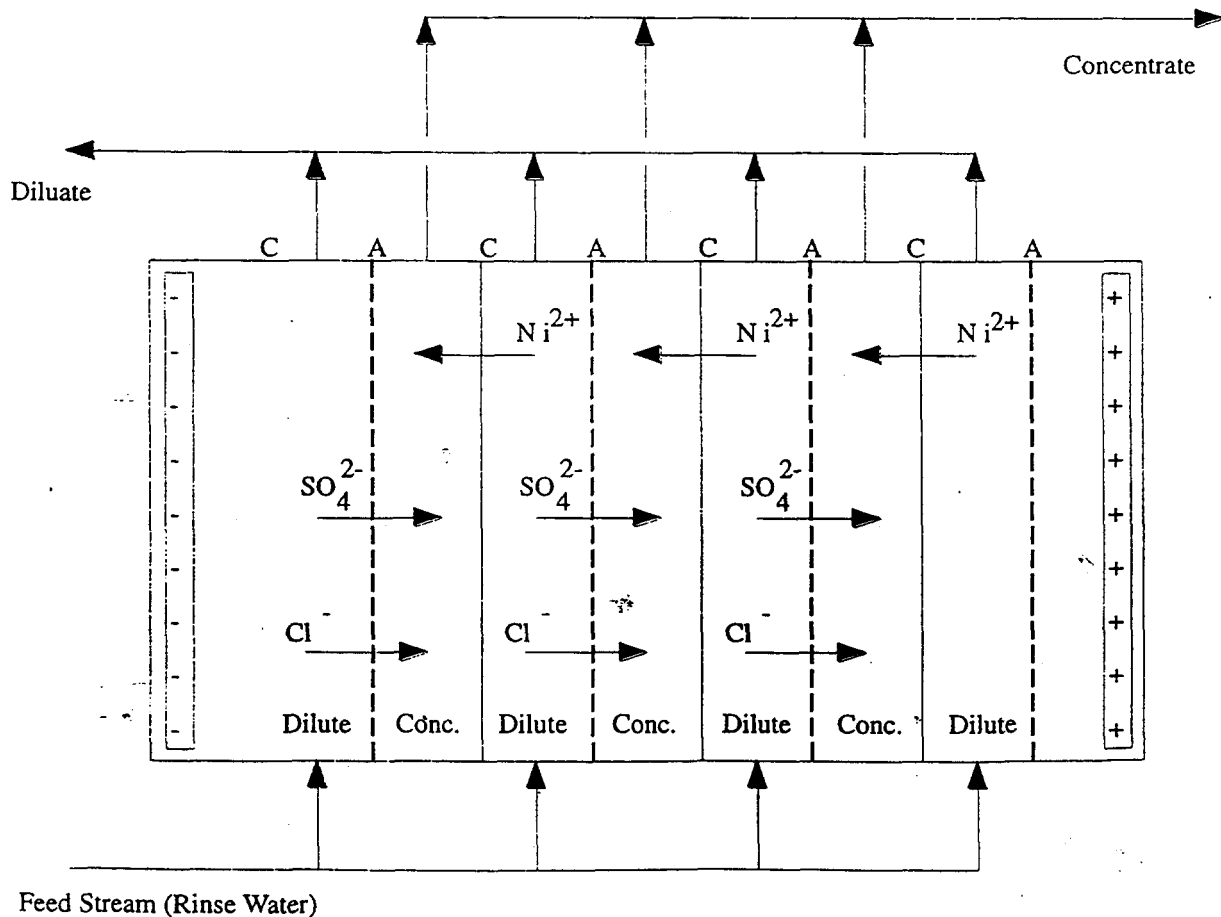 Concentrate
Diluate
C A C A C A C A
- +
- Ni²⁺ Ni²⁺ Ni²⁺ +
- +
- +
- SO₄²⁻ SO₄²⁻ SO₄²⁻ +
- +
- Cl⁻ Cl⁻ Cl⁻ +
- +
- Dilute Conc. Dilute Conc. Dilute Conc. Dilute +
Feed Stream (Rinse Water)